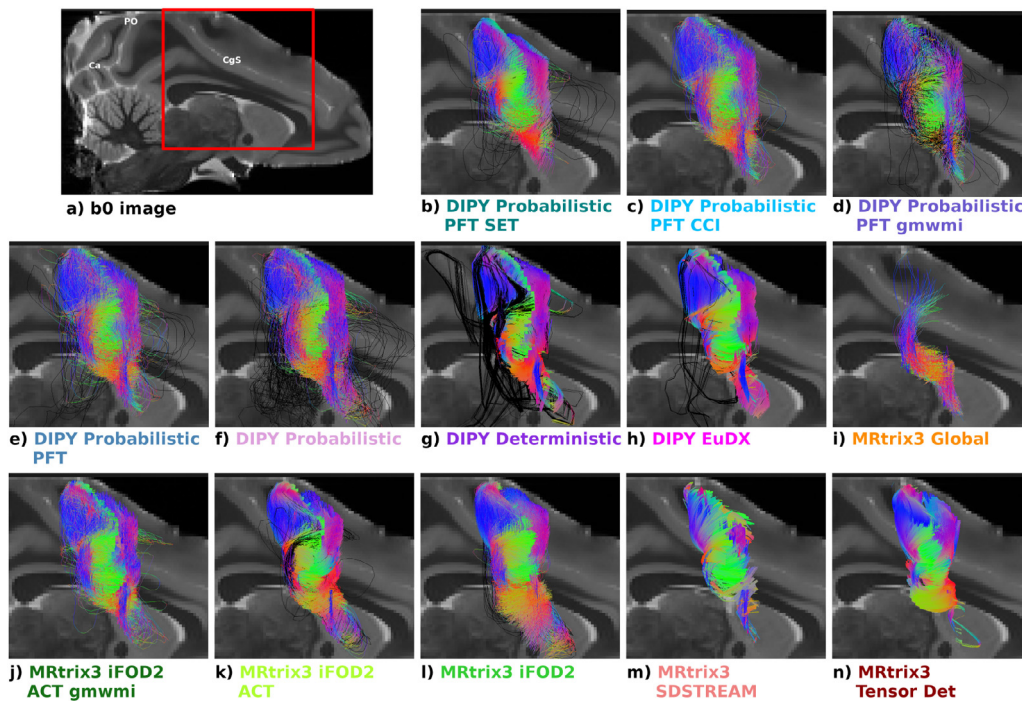 PO
Ca
CgS
a) b0 image
b) DIPY Probabilistic
PFT SET
c) DIPY Probabilistic
PFT CCI
d) DIPY Probabilistic
PFT gmwmi
e) DIPY Probabilistic
PFT
f) DIPY Probabilistic
g) DIPY Deterministic
h) DIPY EuDX
i) MRtrix3 Global
j) MRtrix3 iFOD2
ACT gmwmi
k) MRtrix3 iFOD2
ACT
l) MRtrix3 iFOD2
m) MRtrix3
SDSTREAM
n) MRtrix3
Tensor Det